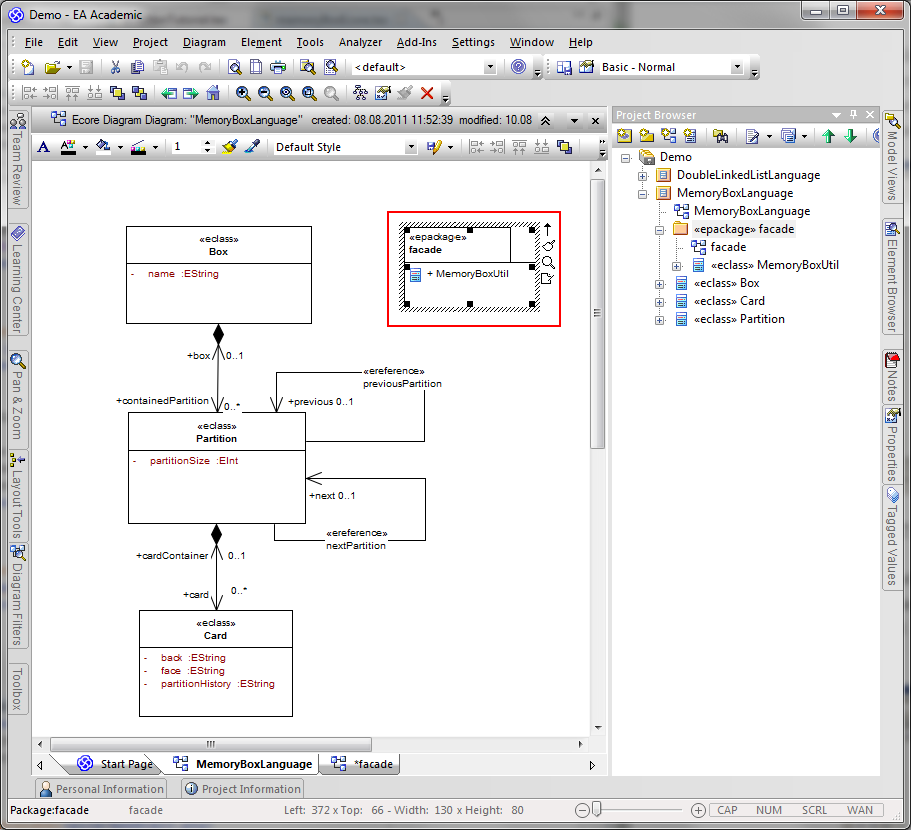 Demo - EA Academic
File Edit View Project Diagram Element Tools Analyzer Add-Ins Settings Window Help
<default>
Basic - Normal
Ecore Diagram Diagram: "MemoryBoxLanguage" created: 08.08.2011 11:52:39 modified: 10.08
A A 1 Default Style
Team Review
Learning Center
Pan & Zoom
Layout Tools
Diagram Filters
Toolbox
«eclass»
Box
- name :EString
«epackage»
facade
+ MemoryBoxUtil
+box
0..1
+containedPartition
0..*
«ereference»
previousPartition
+previous 0..1
«eclass»
Partition
- partitionSize :EInt
+next 0..1
«ereference»
nextPartition
+cardContainer
0..1
+card
0..*
«eclass»
Card
- back :EString
- face :EString
- partitionHistory :EString
Start Page
MemoryBoxLanguage
*facade
Project Browser
Demo
DoubleLinkedListLanguage
MemoryBoxLanguage
MemoryBoxLanguage
«epackage» facade
facade
«eclass» MemoryBoxUtil
«eclass» Box
«eclass» Card
«eclass» Partition
Model Views
Element Browser
Notes
Properties
Tagged Values
Personal Information
Project Information
Package:facade
facade
Left: 372 x Top: 66 - Width: 130 x Height: 80
CAP NUM SCRL WAN